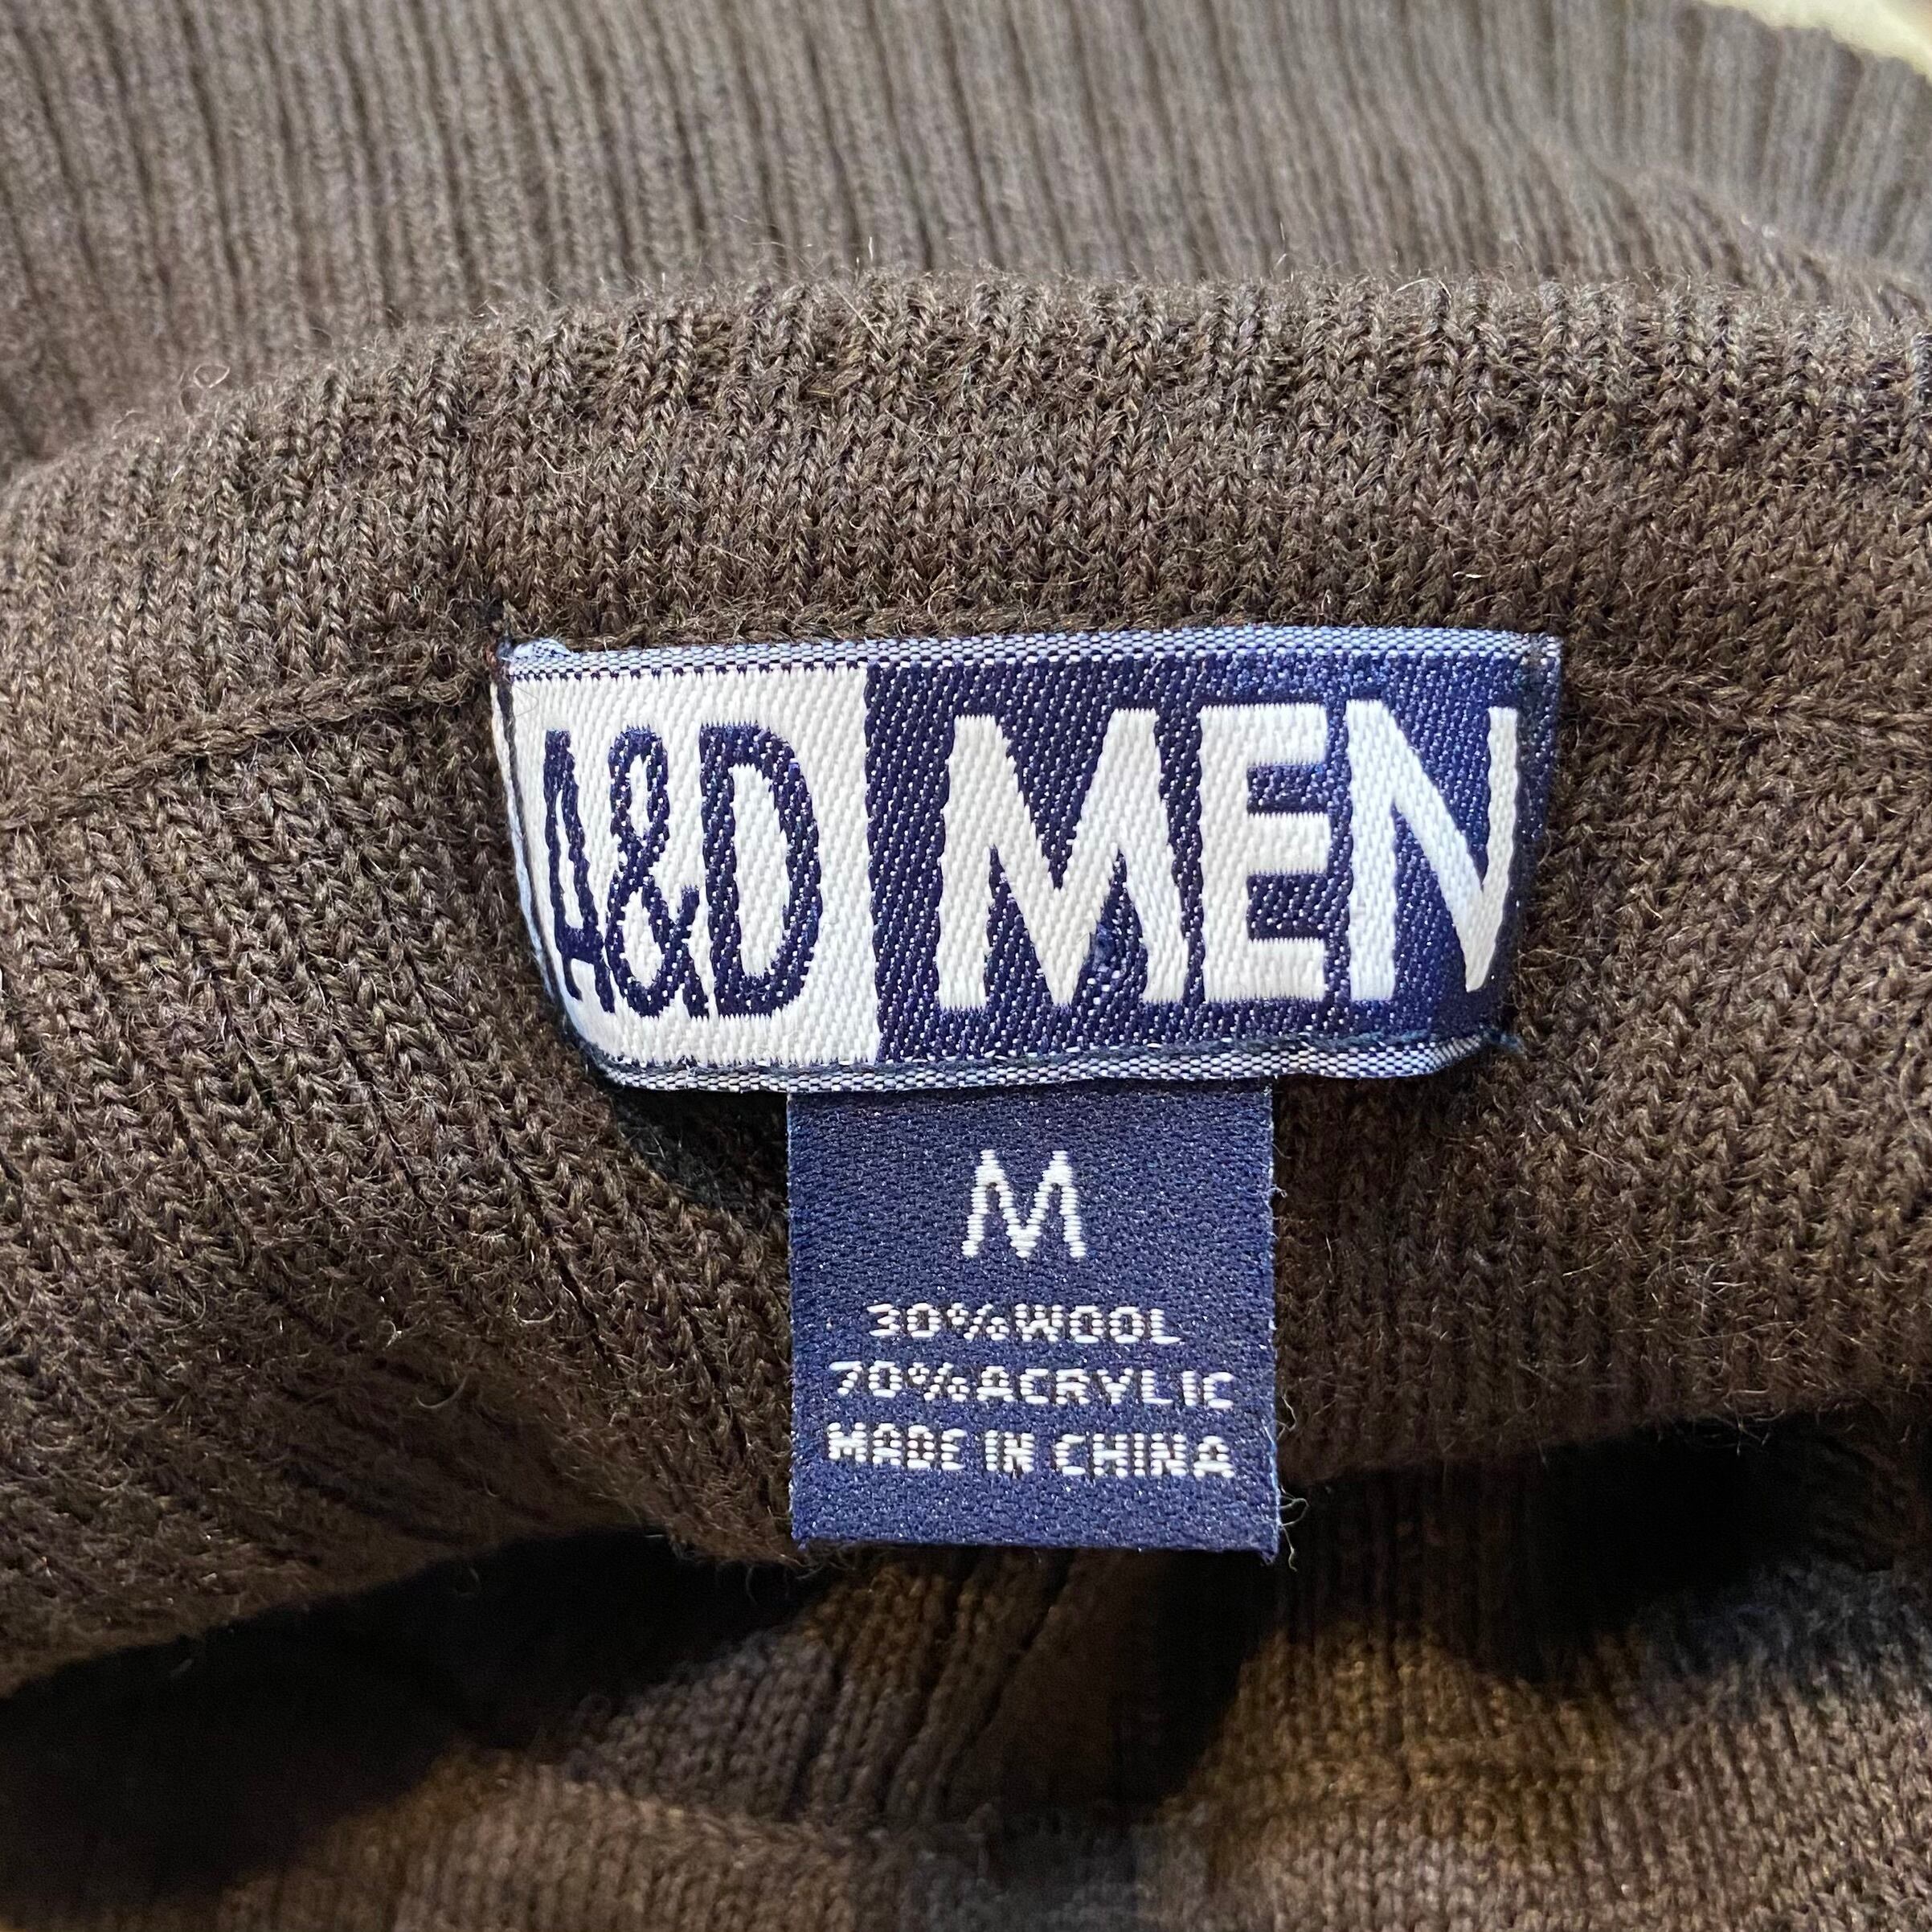 A&D MEN
M
30%WOOL
70%ACRYLIC
MADE IN CHINA